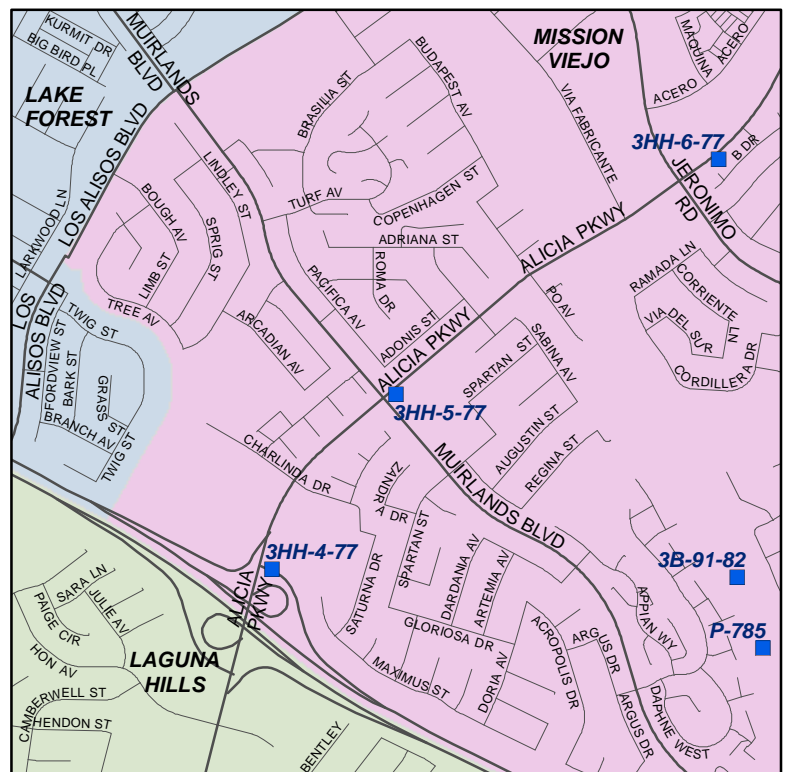 KURMIT DR
BIG BIRD PL
MUIRLANDS
BLVD
LAKE
FOREST
LOS ALISOS BLVD
LARKWOOD LN
LOS
ALISOS BLVD
BRASILIA ST
BUDAPEST AV
MISSION
VIEJO
MAQUINA
ACERO
ACERO
VIA FABRICANTE
3HH-6-77
B DR
JERONIMO
RD
LINDLEY ST
TURF AV
COPENHAGEN ST
ADRIANA ST
ALICIA PKWY
BOUGH AV
SPRIG ST
LIMB ST
TREE AV
ROMA DR
PACIFICA AV
ADONIS ST
ALICIA PKWY
PO AV
RAMADA LN
CORRIENTE
LN
VIA DEL SUR
CORDILLERA DR
ARCADIAN AV
TWIG ST
FORDVIEW ST
BARK ST
GRASS
ST
BRANCH AV
TWIG ST
SABINA AV
SPARTAN ST
3HH-5-77
AUGUSTIN ST
REGINA ST
CHARLINDA DR
ZANDR
A DR
MUIRLANDS BLVD
3HH-4-77
ALICIA
PKWY
SATURNA DR
SPARTAN ST
DARDANIA AV
ARTEMIA AV
GLORIOSA DR
MAXIMUS ST
DORIA AV
ACROPOLIS DR
ARGUS DR
ARGUS DR
APPIAN WY
3B-91-82
P-785
DAPHNE WEST
SARA LN
JULIE AV
PAIGE CIR
HON AV
LAGUNA
HILLS
CAMBERWELL ST
HENDON ST
BENTLEY